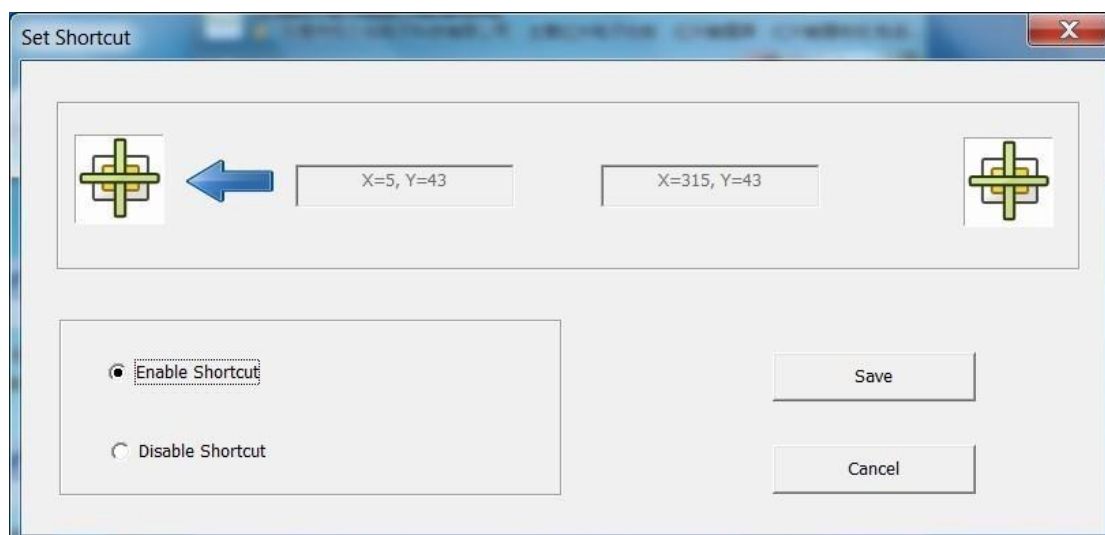 Set Shortcut
X=5, Y=43
X=315, Y=43
Enable Shortcut
Disable Shortcut
Save
Cancel